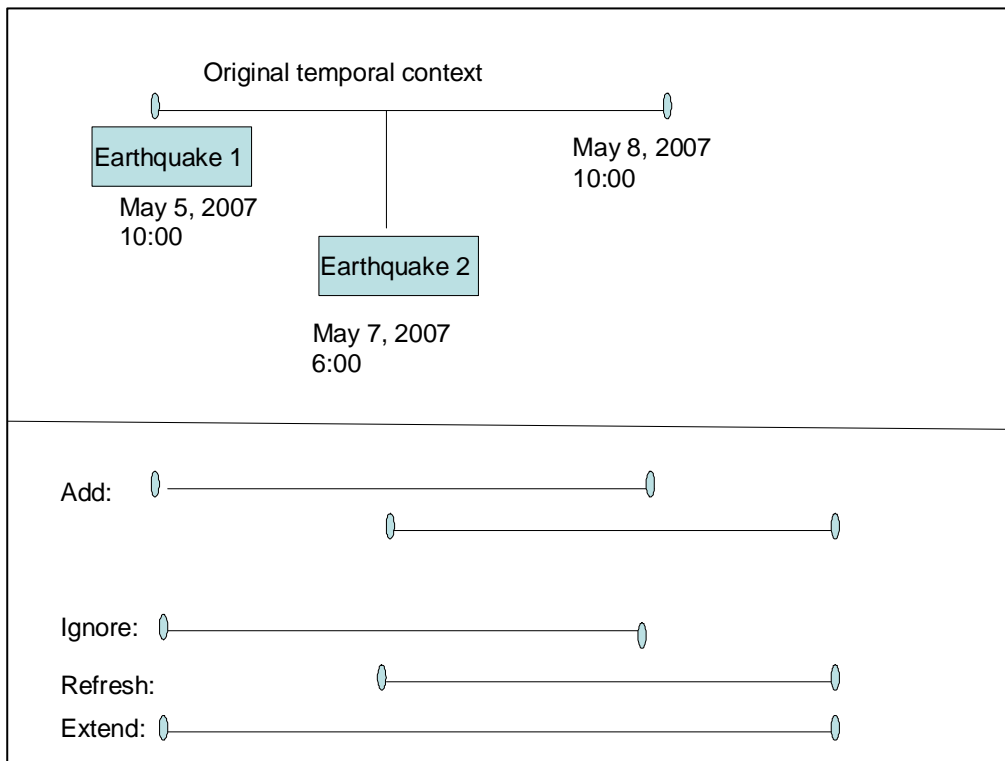 Original temporal context
Earthquake 1
May 5, 2007
10:00
May 8, 2007
10:00
Earthquake 2
May 7, 2007
6:00
Add:
Ignore:
Refresh:
Extend: